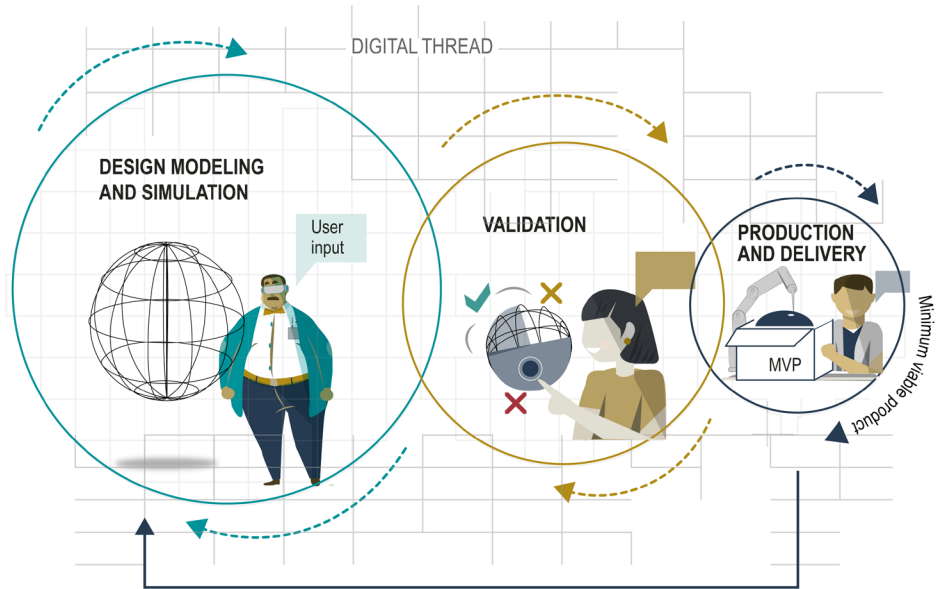 DIGITAL THREAD
DESIGN MODELING
AND SIMULATION
User
input
VALIDATION
PRODUCTION
AND DELIVERY
MVP
Minimum viable product